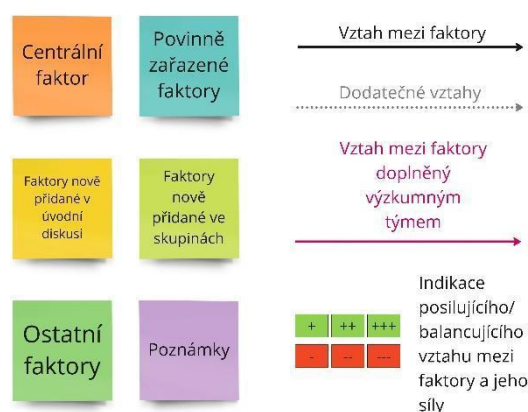 Centrální
faktor
Povinně
zařazené
faktory
Vztah mezi faktory
Dodatečné vztahy
Faktory nově
přidané v
úvodní
diskusi
Faktory
nově
přidané ve
skupinách
Vztah mezi faktory
doplněný
výzkumným
týmem
Ostatní
faktory
Poznámky
+ ++ +++
- -- ---
Indikace
posilujícího/
balancujícího
vztahu mezi
faktory a jeho
síly